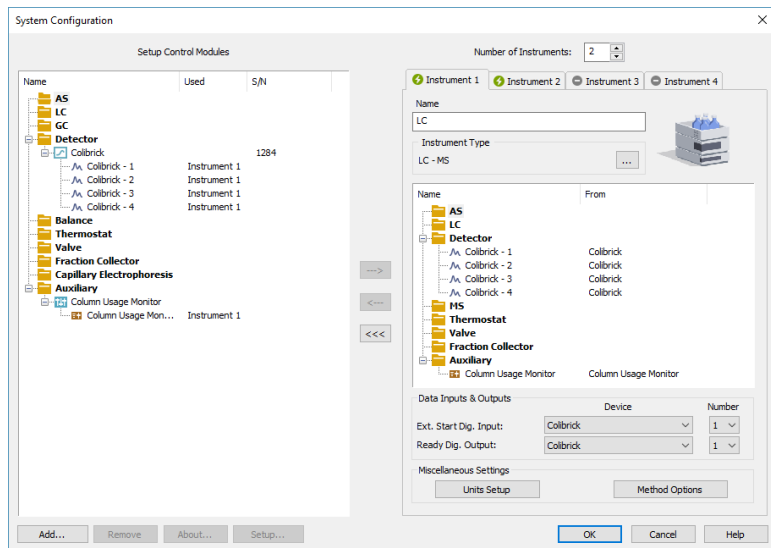 System Configuration
Setup Control Modules
Name Used S/N
AS
LC
GC
Detector
Colibrick 1284
Colibrick - 1 Instrument 1
Colibrick - 2 Instrument 1
Colibrick - 3 Instrument 1
Colibrick - 4 Instrument 1
Balance
Thermostat
Valve
Fraction Collector
Capillary Electrophoresis
Auxiliary
Column Usage Monitor
Column Usage Mon... Instrument 1
Add... Remove About... Setup...
--->
<---
<<<
Number of Instruments: 2
Instrument 1 Instrument 2 Instrument 3 Instrument 4
Name
LC
Instrument Type
LC - MS ...
Name From
AS
LC
Detector
Colibrick - 1 Colibrick
Colibrick - 2 Colibrick
Colibrick - 3 Colibrick
Colibrick - 4 Colibrick
MS
Thermostat
Valve
Fraction Collector
Auxiliary
Column Usage Monitor Column Usage Monitor
Data Inputs & Outputs
Device Number
Ext. Start Dig. Input: Colibrick 1
Ready Dig. Output: Colibrick 1
Miscellaneous Settings
Units Setup Method Options
OK Cancel Help